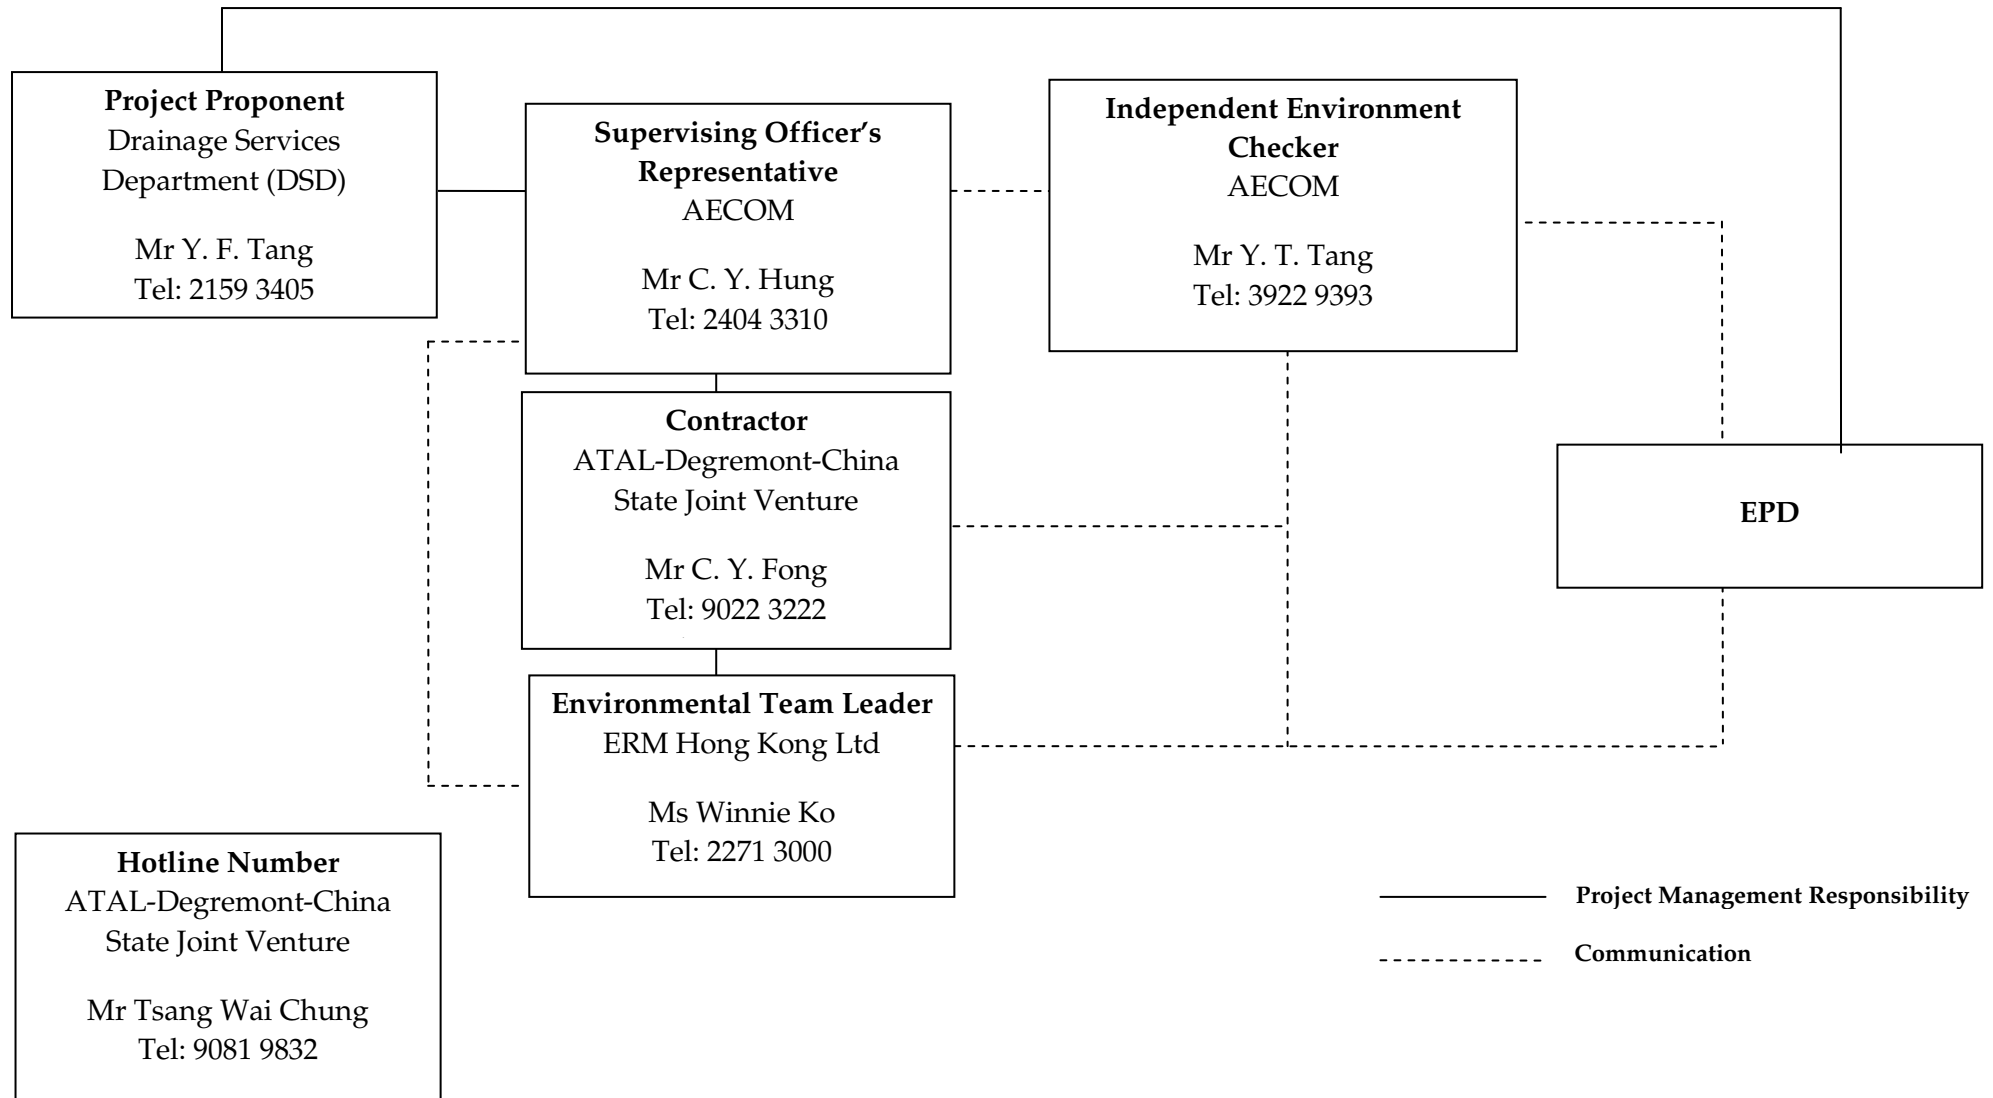 Project Proponent
Drainage Services
Department (DSD)
Mr Y. F. Tang
Tel: 2159 3405
Supervising Officer’s
Representative
AECOM
Mr C. Y. Hung
Tel: 2404 3310
Independent Environment
Checker
AECOM
Mr Y. T. Tang
Tel: 3922 9393
Contractor
ATAL-Degremont-China
State Joint Venture
Mr C. Y. Fong
Tel: 9022 3222
EPD
Environmental Team Leader
ERM Hong Kong Ltd
Ms Winnie Ko
Tel: 2271 3000
Hotline Number
ATAL-Degremont-China
State Joint Venture
Mr Tsang Wai Chung
Tel: 9081 9832
Project Management Responsibility
Communication